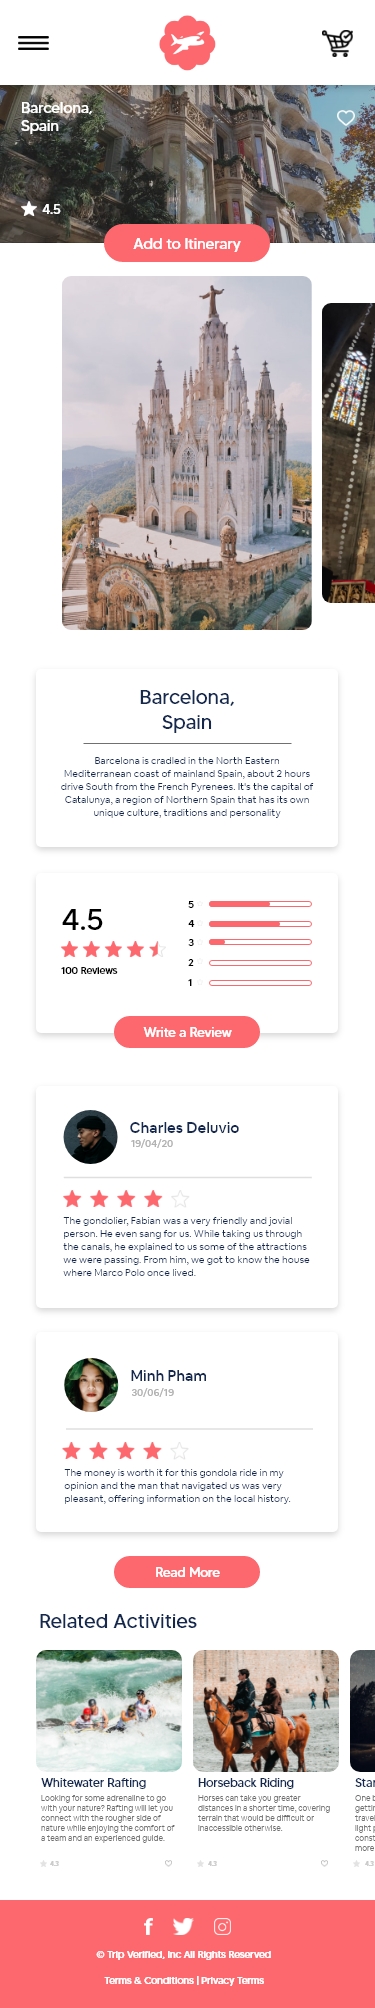 Barcelona,
Spain
4.5
Add to Itinerary
Barcelona,
Spain
Barcelona is cradled in the North Eastern
Mediterranean coast of mainland Spain, about 2 hours
drive South from the French Pyrenees. It's the capital of
Catalunya, a region of Northern Spain that has its own
unique culture, traditions and personality
4.5
100 Reviews
5
4
3
2
1
Write a Review
Charles Deluvio
19/04/20
The gondolier, Fabian was a very friendly and jovial
person. He even sang for us. While taking us through
the canals, he explained to us some of the attractions
we were passing. From him, we got to know the house
where Marco Polo once lived.
Minh Pham
30/06/19
The money is worth it for this gondola ride in my
opinion and the man that navigated us was very
pleasant, offering information on the local history.
Read More
Related Activities
Whitewater Rafting
Looking for some adrenaline to go
with your nature? Rafting will let you
connect with the rougher side of
nature while enjoying the comfort of
a team and an experienced guide.
4.3
Horseback Riding
Horses can take you greater
distances in a shorter time, covering
terrain that would be difficult or
inaccessible otherwise.
4.3
Star
One b
gettin
travel
light p
const
more
4.3
© Trip Verified, Inc All Rights Reserved
Terms & Conditions | Privacy Terms